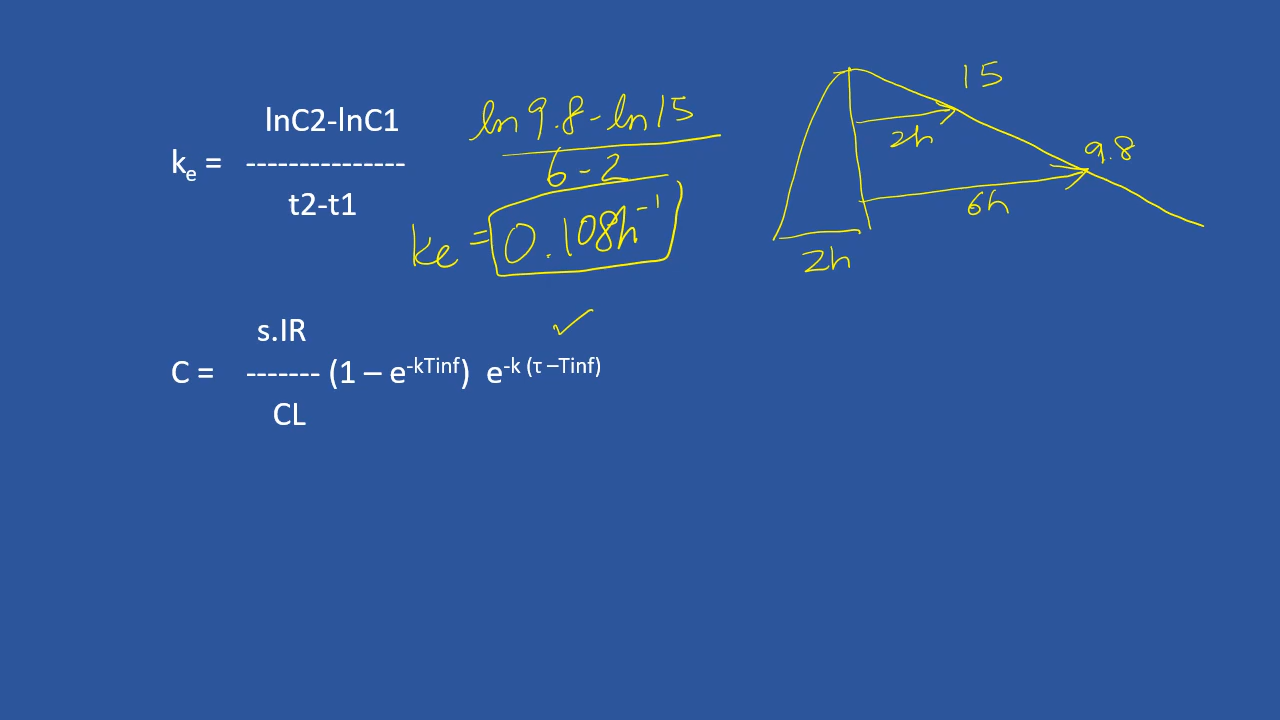 lnC2-lnC1
ke = ---------------
t2-t1
ln 9.8 - ln 15
6 - 2
ke = 0.108h⁻¹
15
2h
9.8
6h
2h
✓
s.IR
C = ------- (1 – e^-kTinf) e^-k (τ –Tinf)
CL